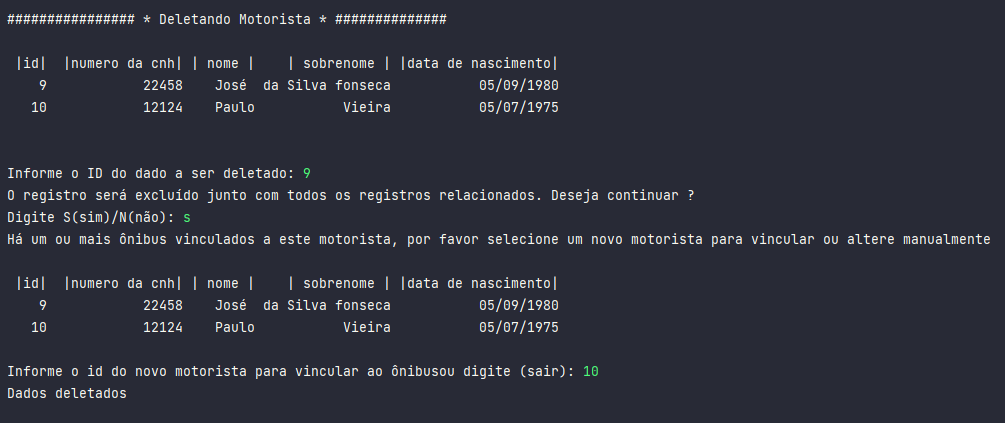 ################ * Deletando Motorista * ##############
|id| |numero da cnh| | nome | | sobrenome | |data de nascimento|
9 22458 José da Silva fonseca 05/09/1980
10 12124 Paulo Vieira 05/07/1975
Informe o ID do dado a ser deletado: 9
O registro será excluído junto com todos os registros relacionados. Deseja continuar ?
Digite S(sim)/N(não): s
Há um ou mais ônibus vinculados a este motorista, por favor selecione um novo motorista para vincular ou altere manualmente
|id| |numero da cnh| | nome | | sobrenome | |data de nascimento|
9 22458 José da Silva fonseca 05/09/1980
10 12124 Paulo Vieira 05/07/1975
Informe o id do novo motorista para vincular ao ônibusou digite (sair): 10
Dados deletados